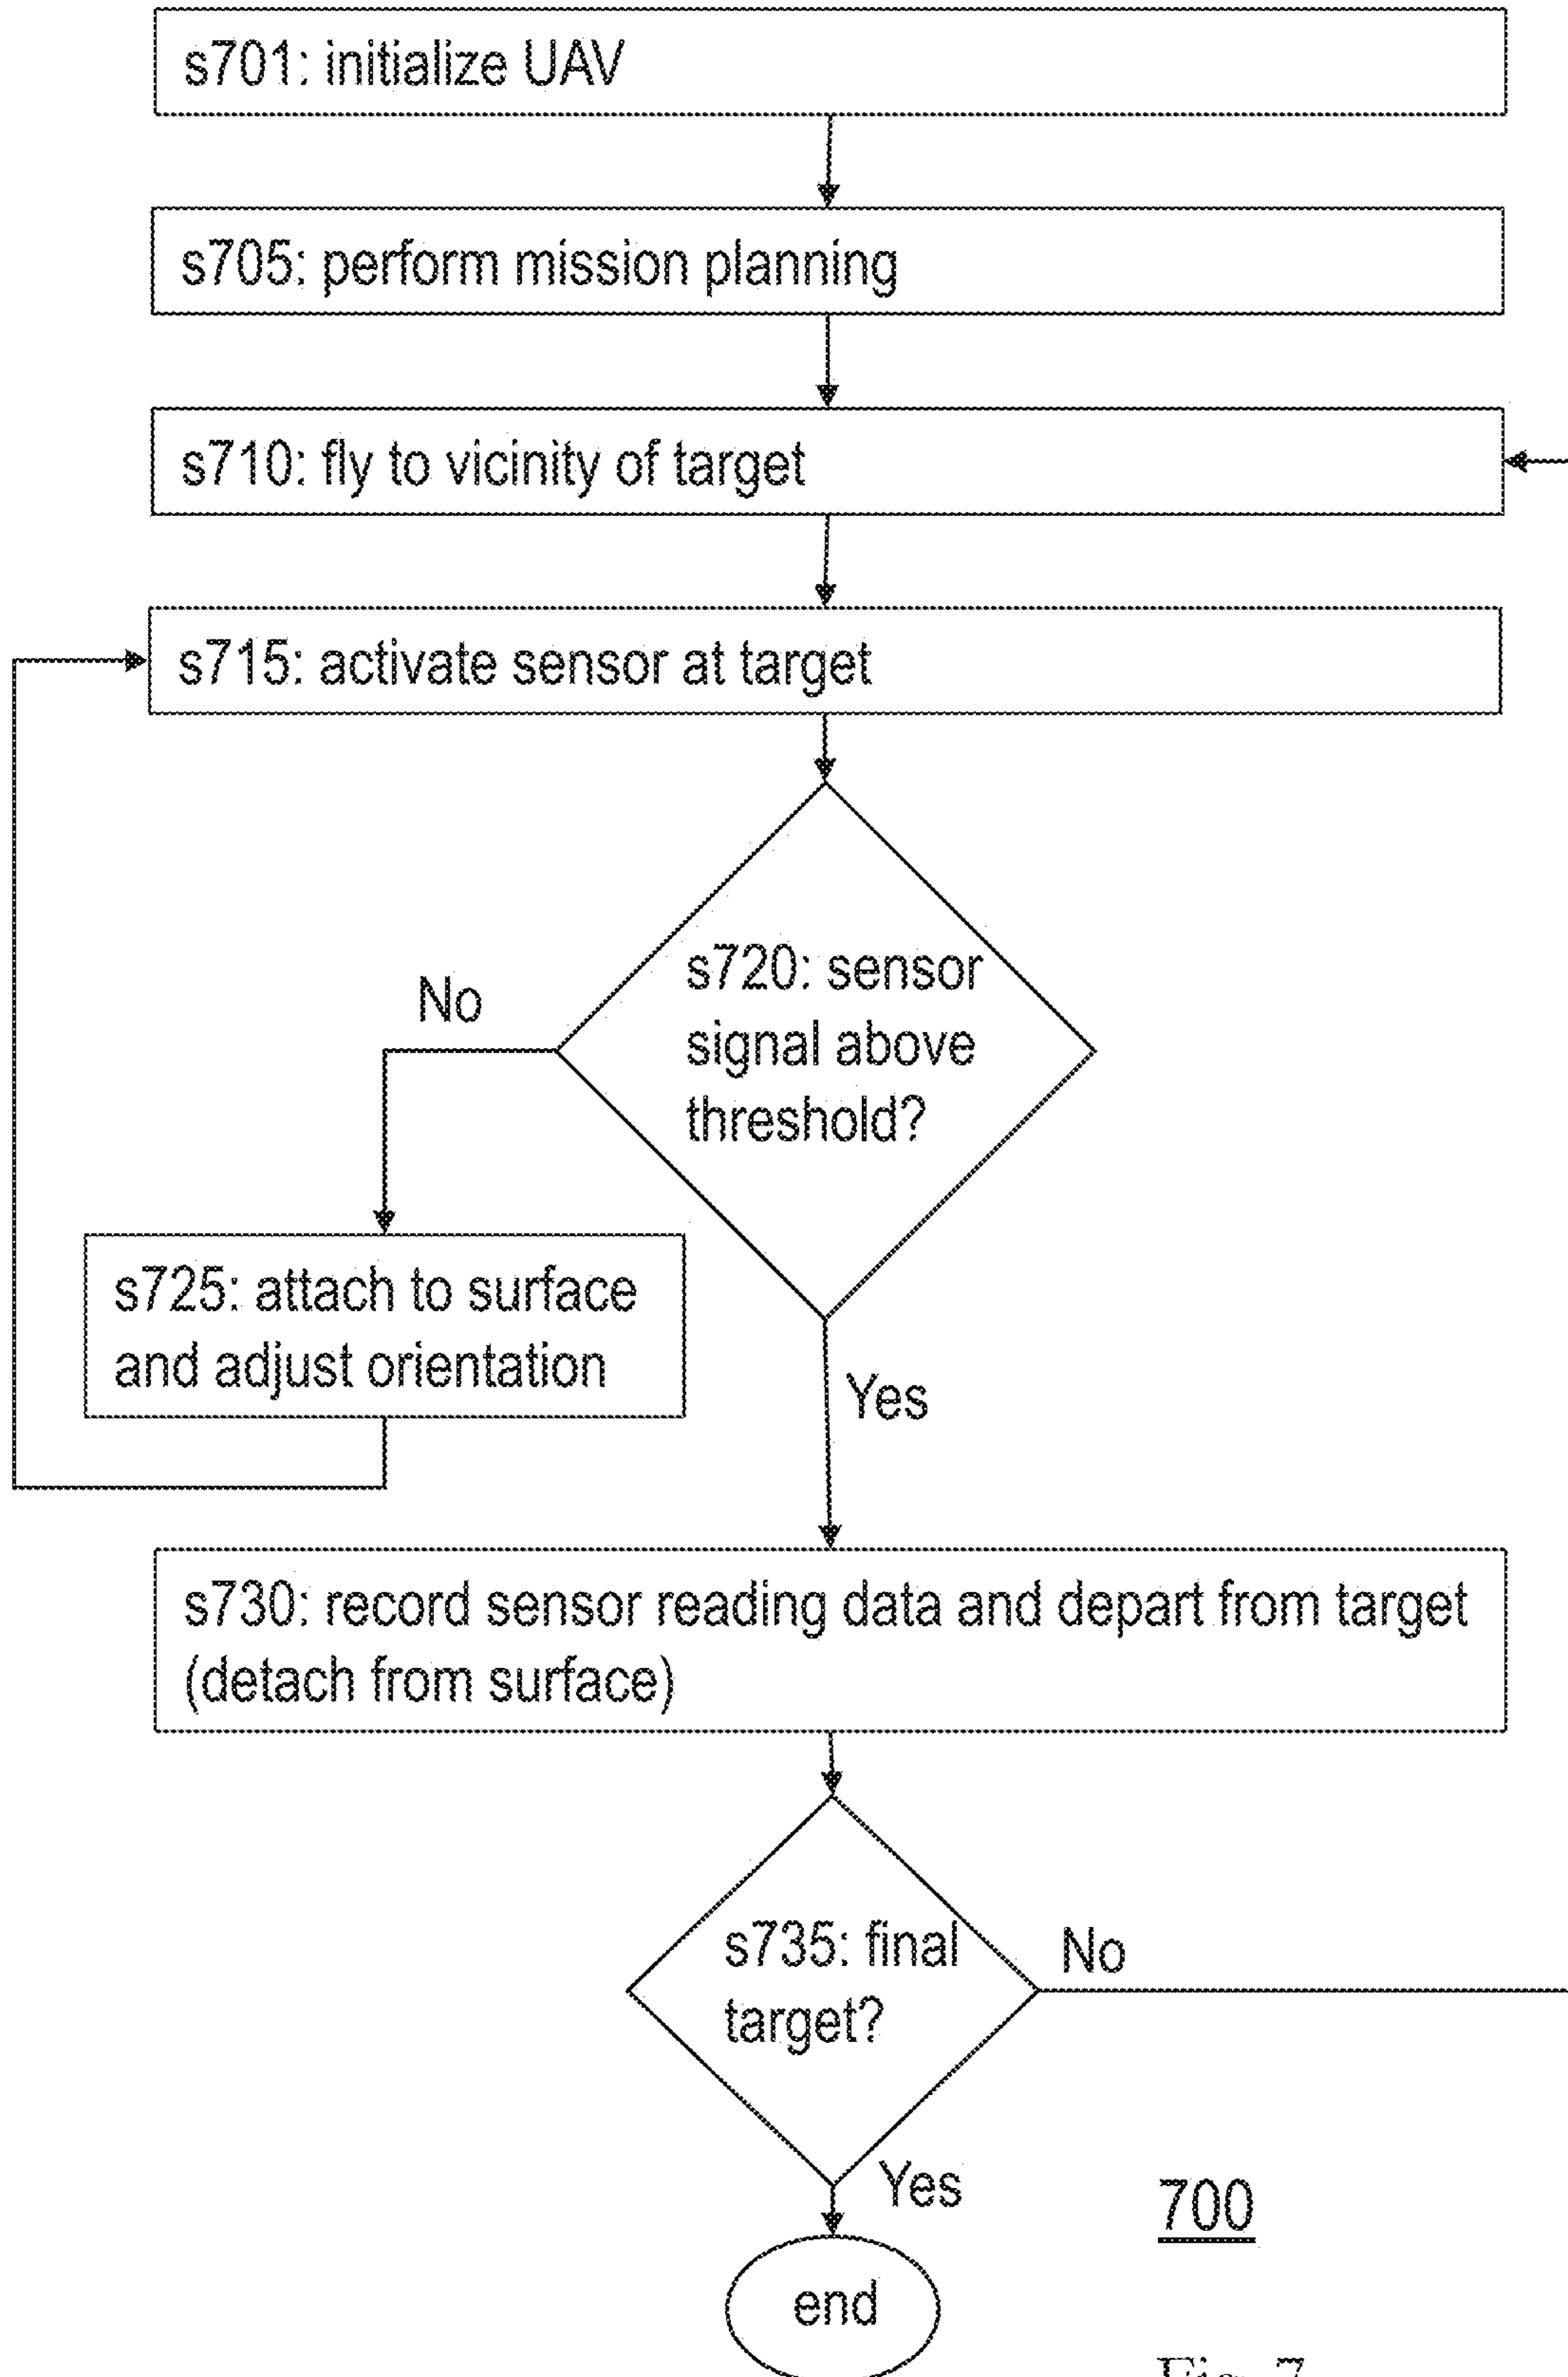 s701: initialize UAV
s705: perform mission planning
s710: fly to vicinity of target
s715: activate sensor at target
s720: sensor
signal above
threshold?
No
s725: attach to surface
and adjust orientation
Yes
s730: record sensor reading data and depart from target
(detach from surface)
s735: final
target?
No
Yes
end
700
Fig. 7